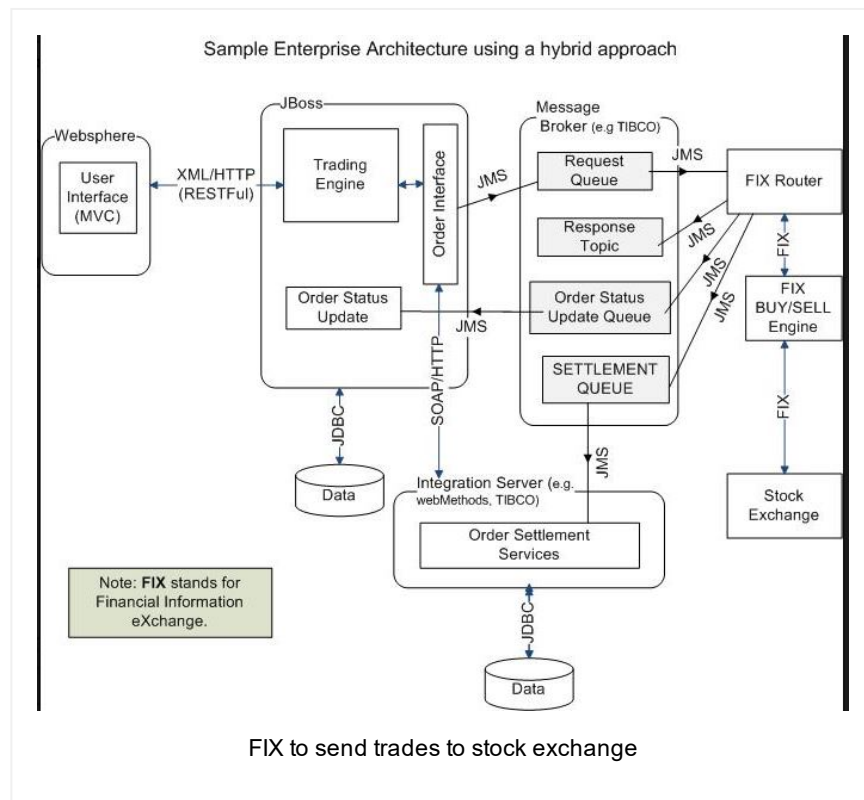 Sample Enterprise Architecture using a hybrid approach
Websphere
User
Interface
(MVC)
XML/HTTP
(RESTFul)
JBoss
Trading
Engine
Order Interface
Order Status
Update
JMS
Message
Broker (e.g TIBCO)
Request
Queue
Response
Topic
Order Status
Update Queue
SETTLEMENT
QUEUE
JMS
JMS
JMS
JMS
JMS
FIX Router
FIX
FIX
BUY/SELL
Engine
FIX
Stock
Exchange
JDBC
Data
SOAP/HTTP
JMS
Integration Server (e.g.
webMethods, TIBCO)
Order Settlement
Services
JDBC
Data
Note: FIX stands for
Financial Information
eXchange.
FIX to send trades to stock exchange